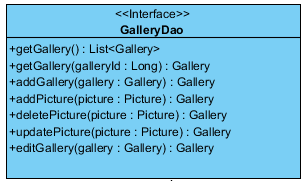 <<Interface>>
GalleryDao
+getGallery() : List<Gallery>
+getGallery(galleryId : Long) : Gallery
+addGallery(gallery : Gallery) : Gallery
+addPicture(picture : Picture) : Gallery
+deletePicture(picture : Picture) : Gallery
+updatePicture(picture : Picture) : Gallery
+editGallery(gallery : Gallery) : Gallery